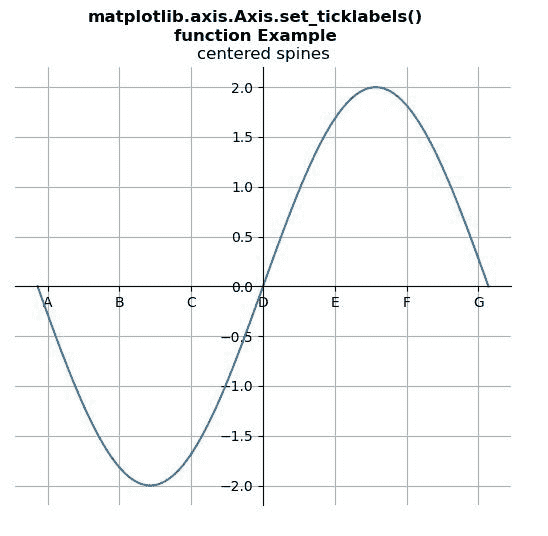 matplotlib.axis.Axis.set_ticklabels()
function Example
centered spines
2.0
1.5
1.0
0.5
0.0
A B C D E F G
−0.5
−1.0
−1.5
−2.0